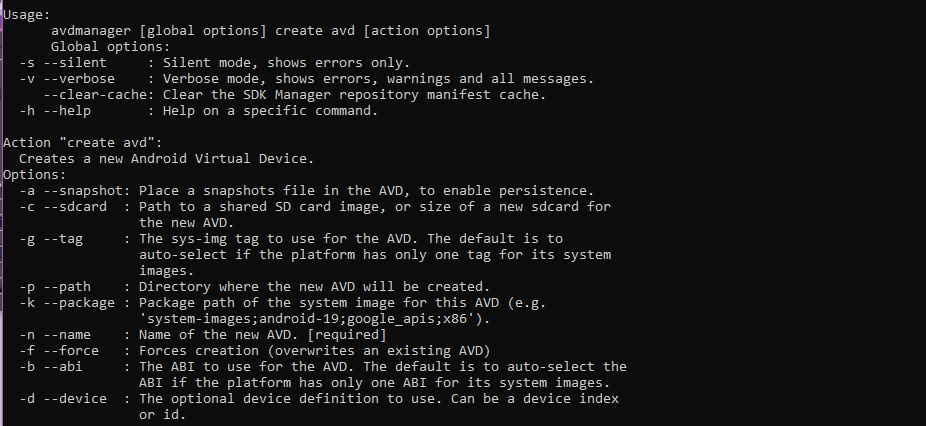 Usage:
      avdmanager [global options] create avd [action options]
      Global options:
  -s --silent     : Silent mode, shows errors only.
  -v --verbose    : Verbose mode, shows errors, warnings and all messages.
     --clear-cache: Clear the SDK Manager repository manifest cache.
  -h --help       : Help on a specific command.

Action "create avd":
  Creates a new Android Virtual Device.
Options:
  -a --snapshot: Place a snapshots file in the AVD, to enable persistence.
  -c --sdcard  : Path to a shared SD card image, or size of a new sdcard for
                 the new AVD.
  -g --tag     : The sys-img tag to use for the AVD. The default is to
                 auto-select if the platform has only one tag for its system
                 images.
  -p --path    : Directory where the new AVD will be created.
  -k --package : Package path of the system image for this AVD (e.g.
                 'system-images;android-19;google_apis;x86').
  -n --name    : Name of the new AVD. [required]
  -f --force   : Forces creation (overwrites an existing AVD)
  -b --abi     : The ABI to use for the AVD. The default is to auto-select the
                 ABI if the platform has only one ABI for its system images.
  -d --device  : The optional device definition to use. Can be a device index
                 or id.